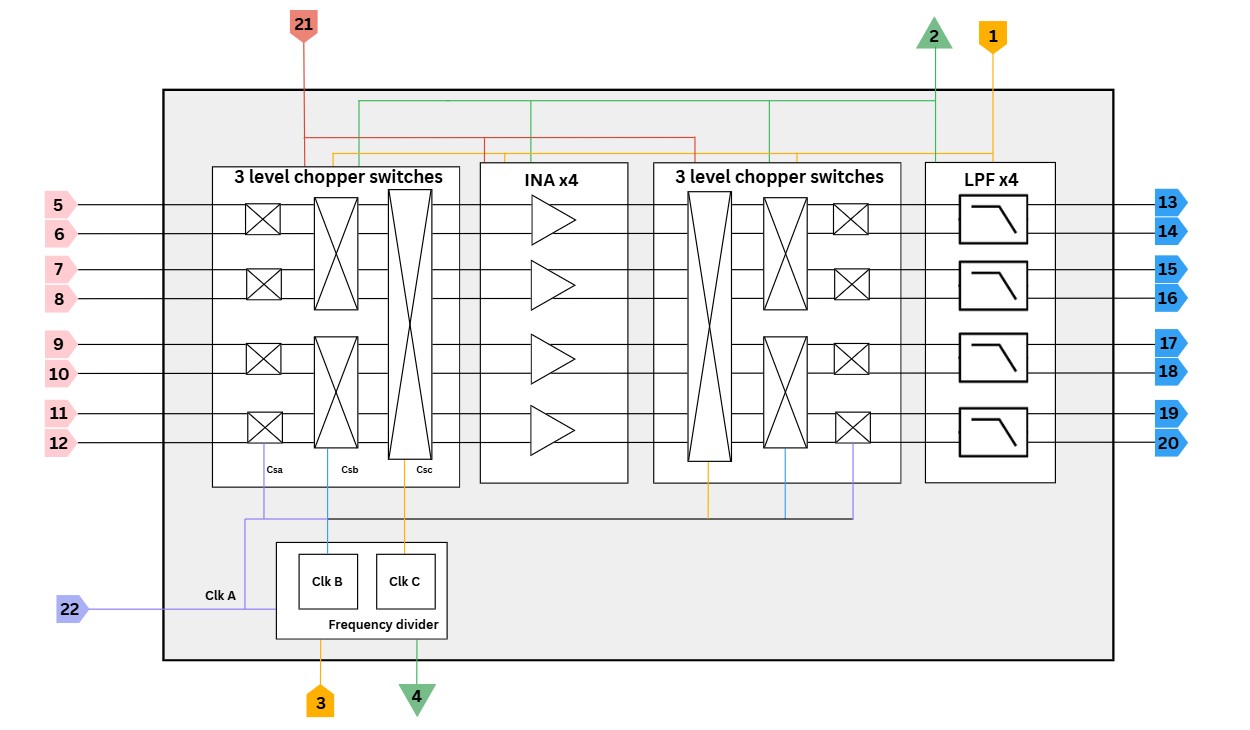 21
2
1
3 level chopper switches
INA x4
3 level chopper switches
LPF x4
5
6
7
8
9
10
11
12
13
14
15
16
17
18
19
20
Csa
Csb
Csc
Clk A
22
Clk B
Clk C
Frequency divider
3
4